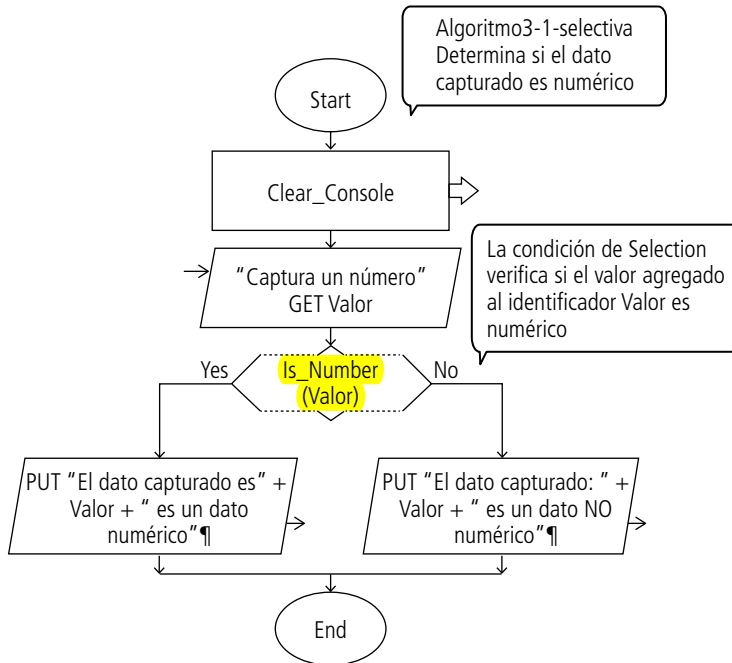 Algoritmo3-1-selectiva
Determina si el dato
capturado es numérico
Start
Clear_Console
“Captura un número”
GET Valor
La condición de Selection
verifica si el valor agregado
al identificador Valor es
numérico
Yes
Is_Number
(Valor)
No
PUT “El dato capturado es” +
Valor + “ es un dato
numérico”¶
PUT “El dato capturado: ” +
Valor + “ es un dato NO
numérico”¶
End